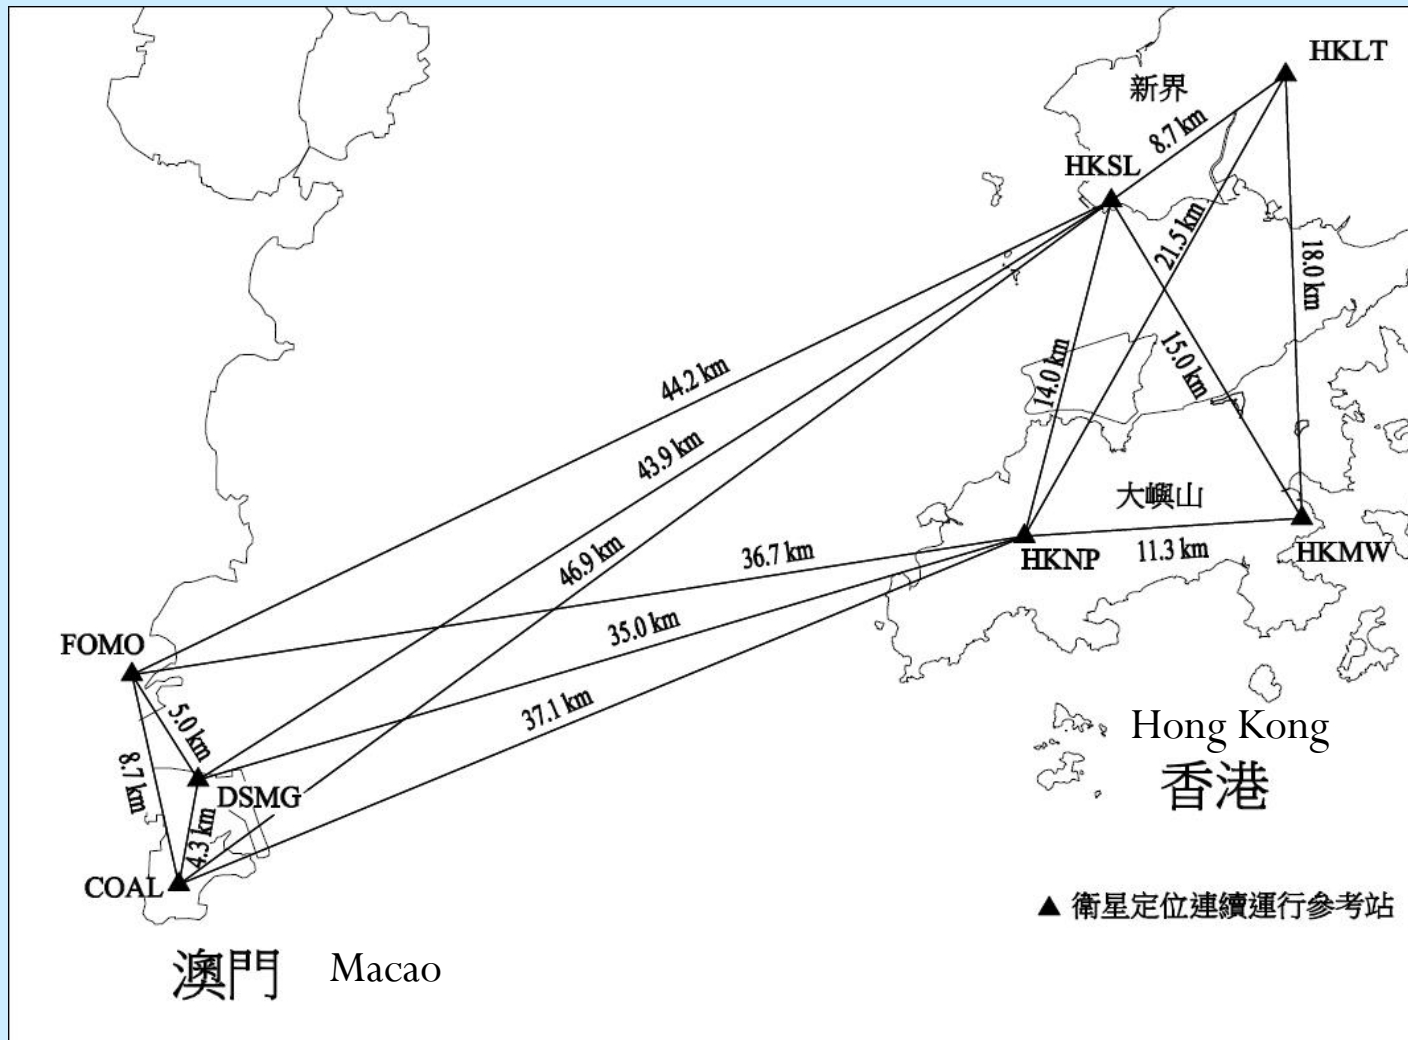 HKLT
新界
8.7 km
HKSL
21.5 km
18.0 km
44.2 km
14.0 km
15.0 km
43.9 km
大嶼山
46.9 km
36.7 km
HKNP
11.3 km
HKMW
35.0 km
FOMO
37.1 km
5.0 km
Hong Kong
香港
8.7 km
DSMG
4.3 km
COAL
▲ 衛星定位連續運行參考站
澳門 Macao